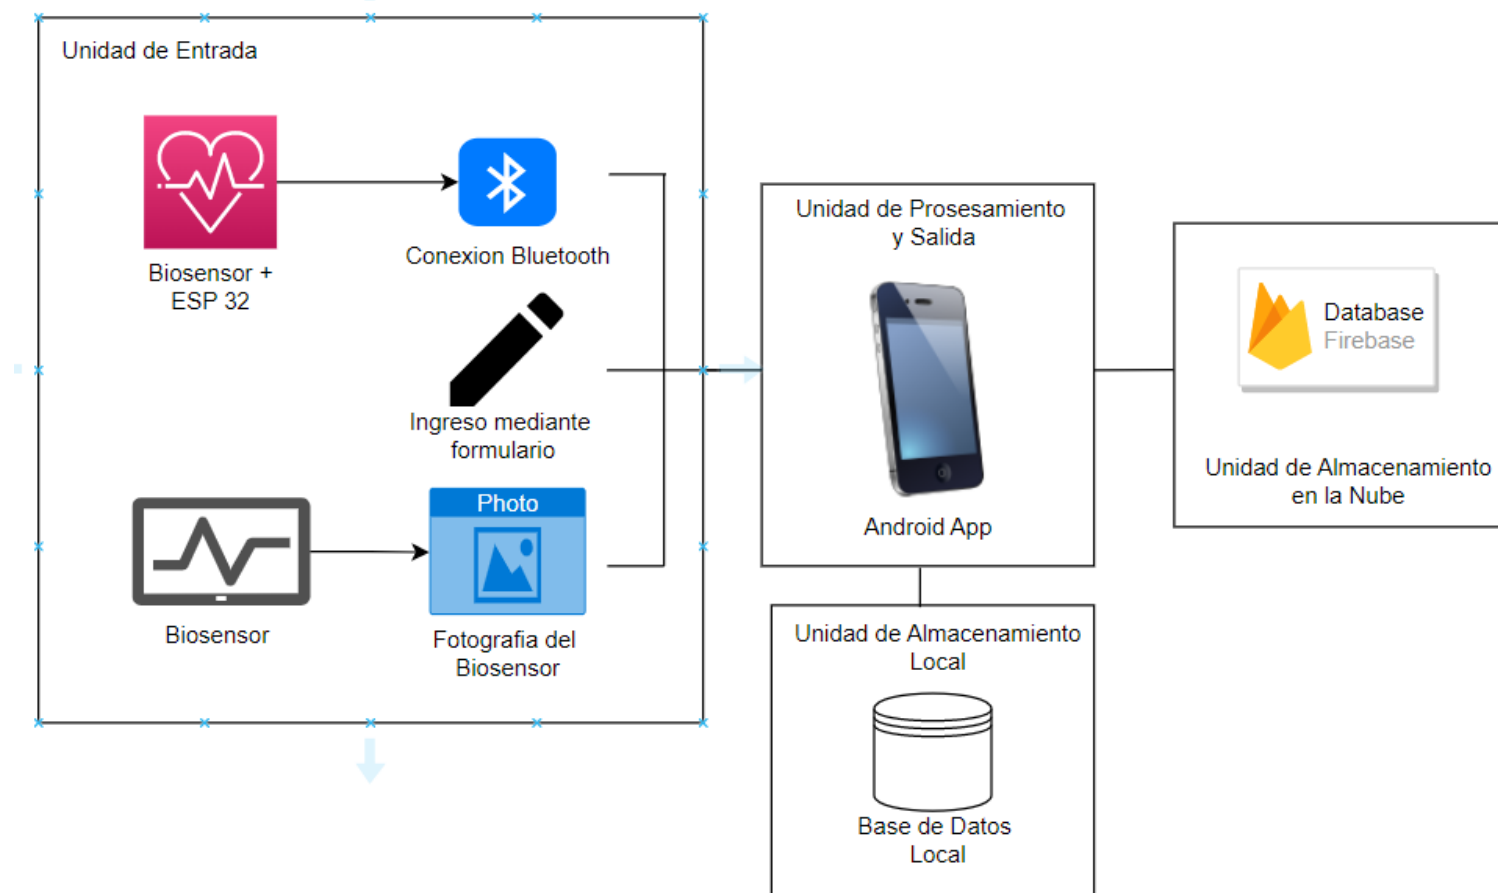 Unidad de Entrada
Biosensor +
ESP 32
Conexion Bluetooth
Ingreso mediante
formulario
Biosensor
Photo
Fotografia del
Biosensor
Unidad de Prosesamiento
y Salida
Android App
Database
Firebase
Unidad de Almacenamiento
en la Nube
Unidad de Almacenamiento
Local
Base de Datos
Local